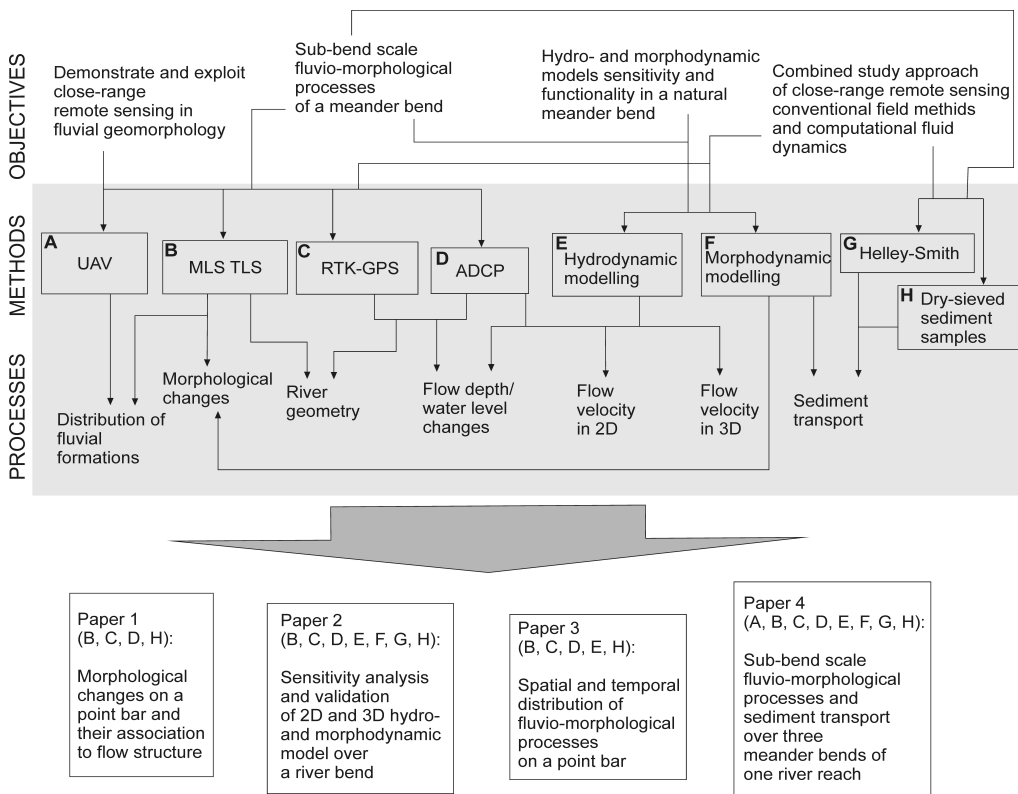 OBJECTIVES
Demonstrate and exploit
close-range
remote sensing in
fluvial geomorphology
Sub-bend scale
fluvio-morphological
processes
of a meander bend
Hydro- and morphodynamic
models sensitivity and
functionality in a natural
meander bend
Combined study approach
of close-range remote sensing
conventional field methids
and computational fluid
dynamics
METHODS
A
UAV
B
MLS TLS
C
RTK-GPS
D
ADCP
E
Hydrodynamic
modelling
F
Morphodynamic
modelling
G
Helley-Smith
H
Dry-sieved
sediment
samples
PROCESSES
Distribution of
fluvial
formations
Morphological
changes
River
geometry
Flow depth/
water level
changes
Flow
velocity
in 2D
Flow
velocity
in 3D
Sediment
transport
Paper 1
(B, C, D, H):
Morphological
changes on a
point bar and
their association
to flow structure
Paper 2
(B, C, D, E, F, G, H):
Sensitivity analysis
and validation
of 2D and 3D hydro-
and morphodynamic
model over
a river bend
Paper 3
(B, C, D, E, H):
Spatial and temporal
distribution of
fluvio-morphological
processes
on a point bar
Paper 4
(A, B, C, D, E, F, G, H):
Sub-bend scale
fluvio-morphological
processes and
sediment transport
over three
meander bends of
one river reach